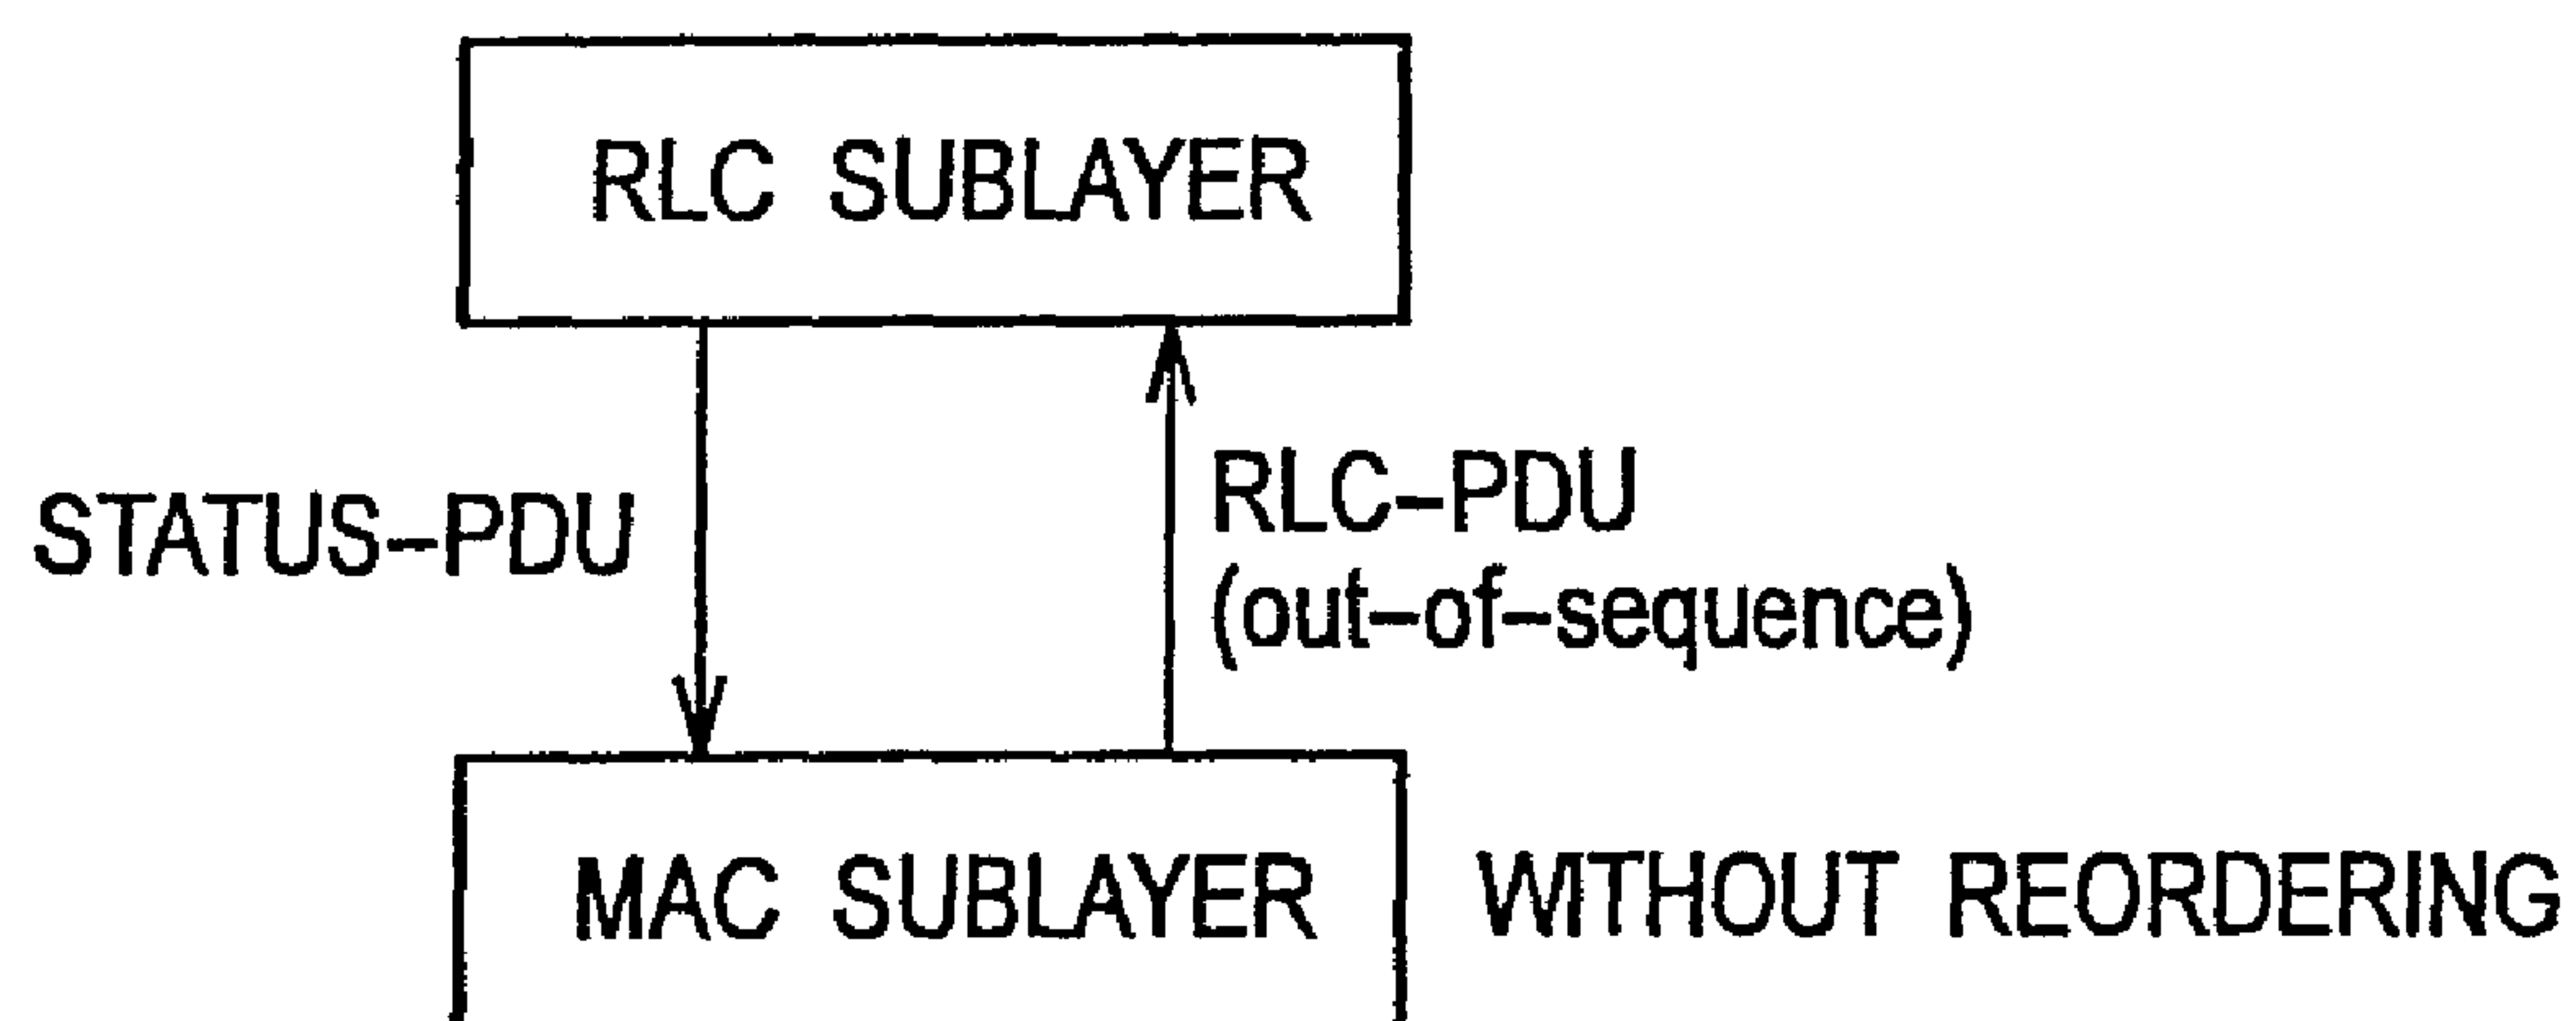 RLC SUBLAYER
STATUS-PDU
RLC-PDU
(out-of-sequence)
MAC SUBLAYER
WITHOUT REORDERING